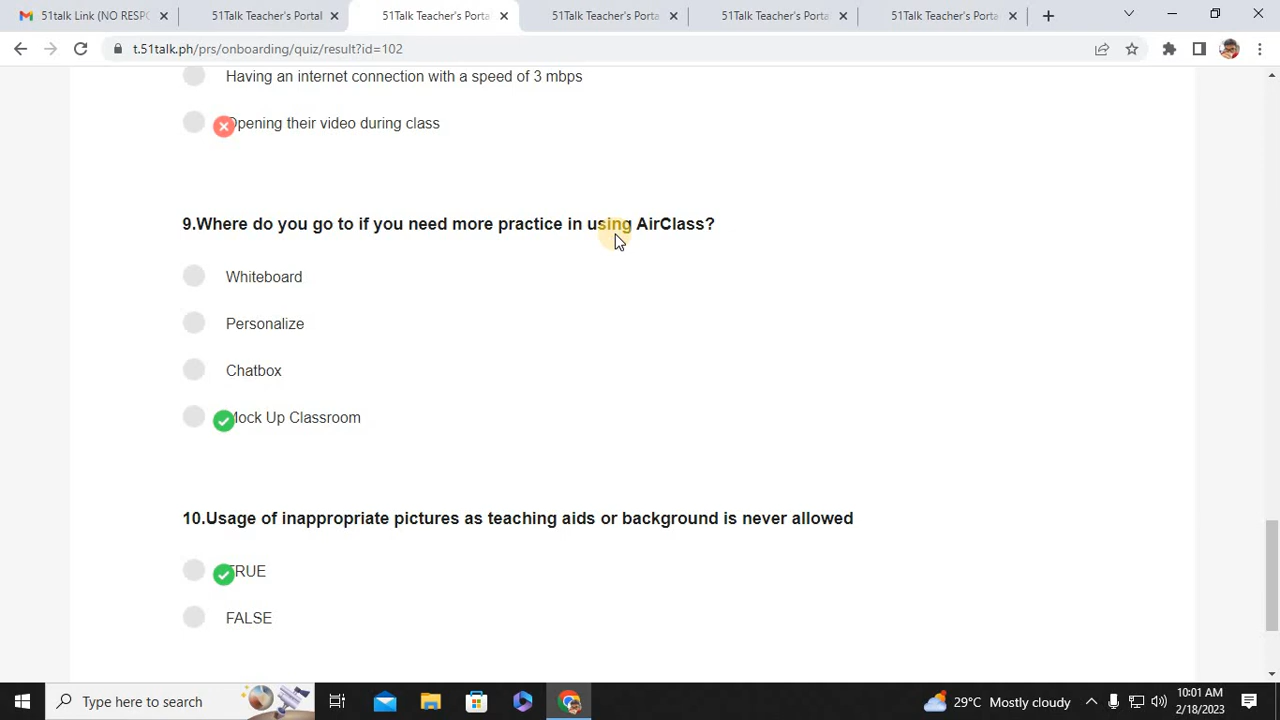 51talk Link (NO RESPO
51Talk Teacher's Portal
51Talk Teacher's Porta
51Talk Teacher's Porta
51Talk Teacher's Porta
51Talk Teacher's Porta
t.51talk.ph/prs/onboarding/quiz/result?id=102
Having an internet connection with a speed of 3 mbps
Opening their video during class
9.Where do you go to if you need more practice in using AirClass?
Whiteboard
Personalize
Chatbox
Mock Up Classroom
10.Usage of inappropriate pictures as teaching aids or background is never allowed
TRUE
FALSE
Type here to search
29°C Mostly cloudy
10:01 AM
2/18/2023